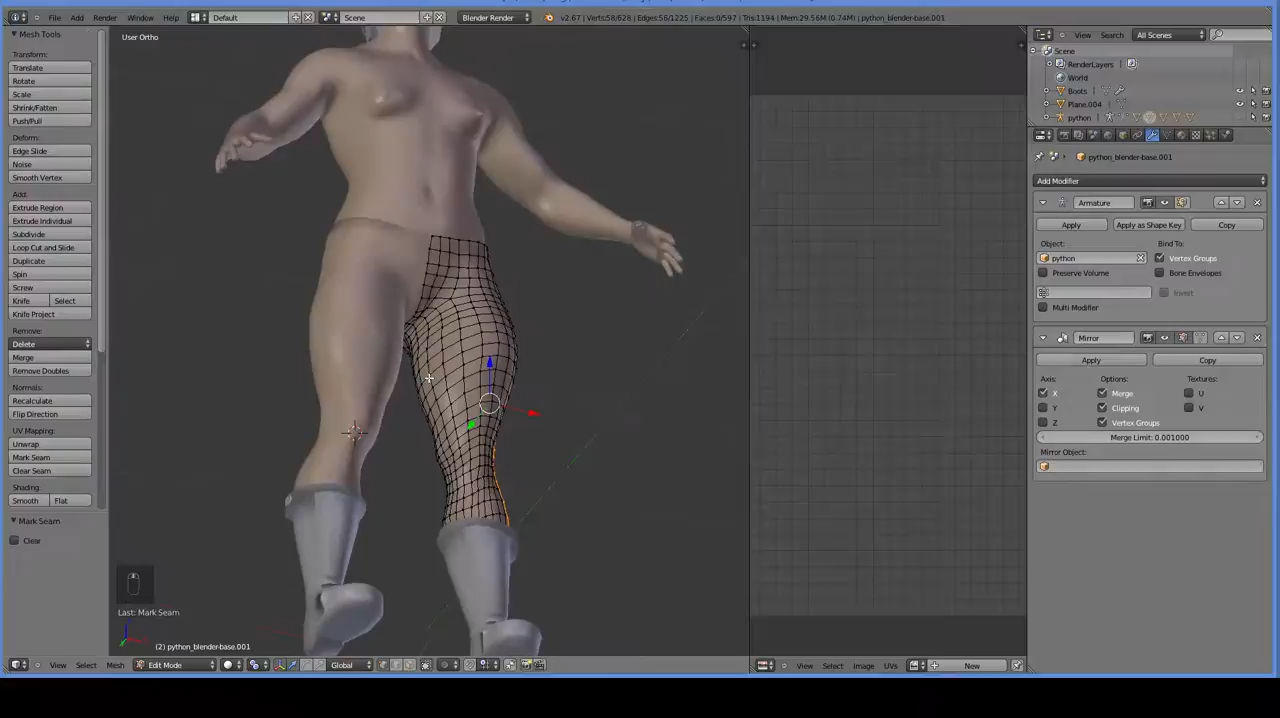 File Add Render Window Help Default Scene Blender Render v2.67 | Verts:58/628 | Edges:56/1225 | Faces:0/597 | Tris:1194 | Mem:29.56M (0.74M) | python_blender-base.001
Mesh Tools
User Ortho
View Search All Scenes
Transform:
Translate
Rotate
Scale
Shrink/Fatten
Push/Pull
Deform:
Edge Slide
Noise
Smooth Vertex
Add:
Extrude Region
Extrude Individual
Subdivide
Loop Cut and Slide
Duplicate
Spin
Screw
Knife Select
Knife Project
Remove:
Delete
Merge
Remove Doubles
Normals:
Recalculate
Flip Direction
UV Mapping:
Unwrap
Mark Seam
Clear Seam
Shading:
Smooth Flat
Mark Seam
Clear
Last: Mark Seam
(2) python_blender-base.001
View Select Mesh Edit Mode Global
View Select Image UVs New
Scene
RenderLayers
World
Boots
Plane.004
python
python_blender-base.001
Add Modifier
Armature
Apply Apply as Shape Key Copy
Object: Bind To:
python Vertex Groups
Preserve Volume Bone Envelopes
Invert
Multi Modifier
Mirror
Apply Copy
Axis: Options: Textures:
X Merge U
Y Clipping V
Z Vertex Groups
Merge Limit: 0.001000
Mirror Object: